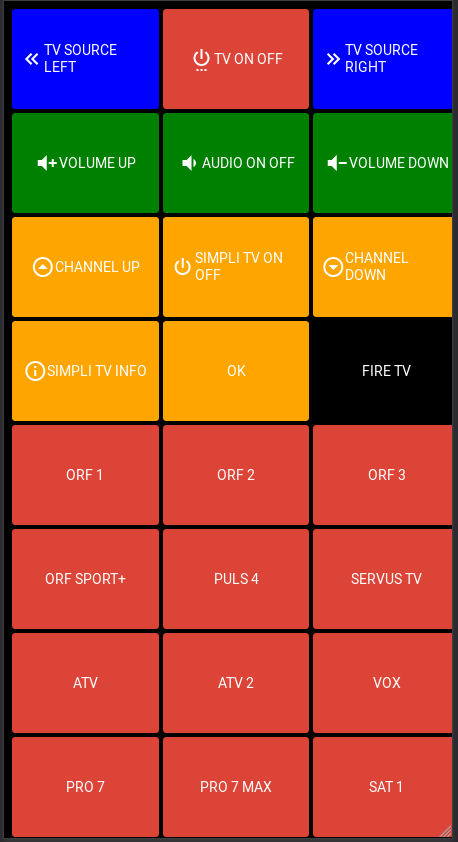 TV SOURCE
LEFT
TV ON OFF
TV SOURCE
RIGHT
VOLUME UP
AUDIO ON OFF
VOLUME DOWN
CHANNEL UP
SIMPLI TV ON
OFF
CHANNEL
DOWN
SIMPLI TV INFO
OK
FIRE TV
ORF 1
ORF 2
ORF 3
ORF SPORT+
PULS 4
SERVUS TV
ATV
ATV 2
VOX
PRO 7
PRO 7 MAX
SAT 1